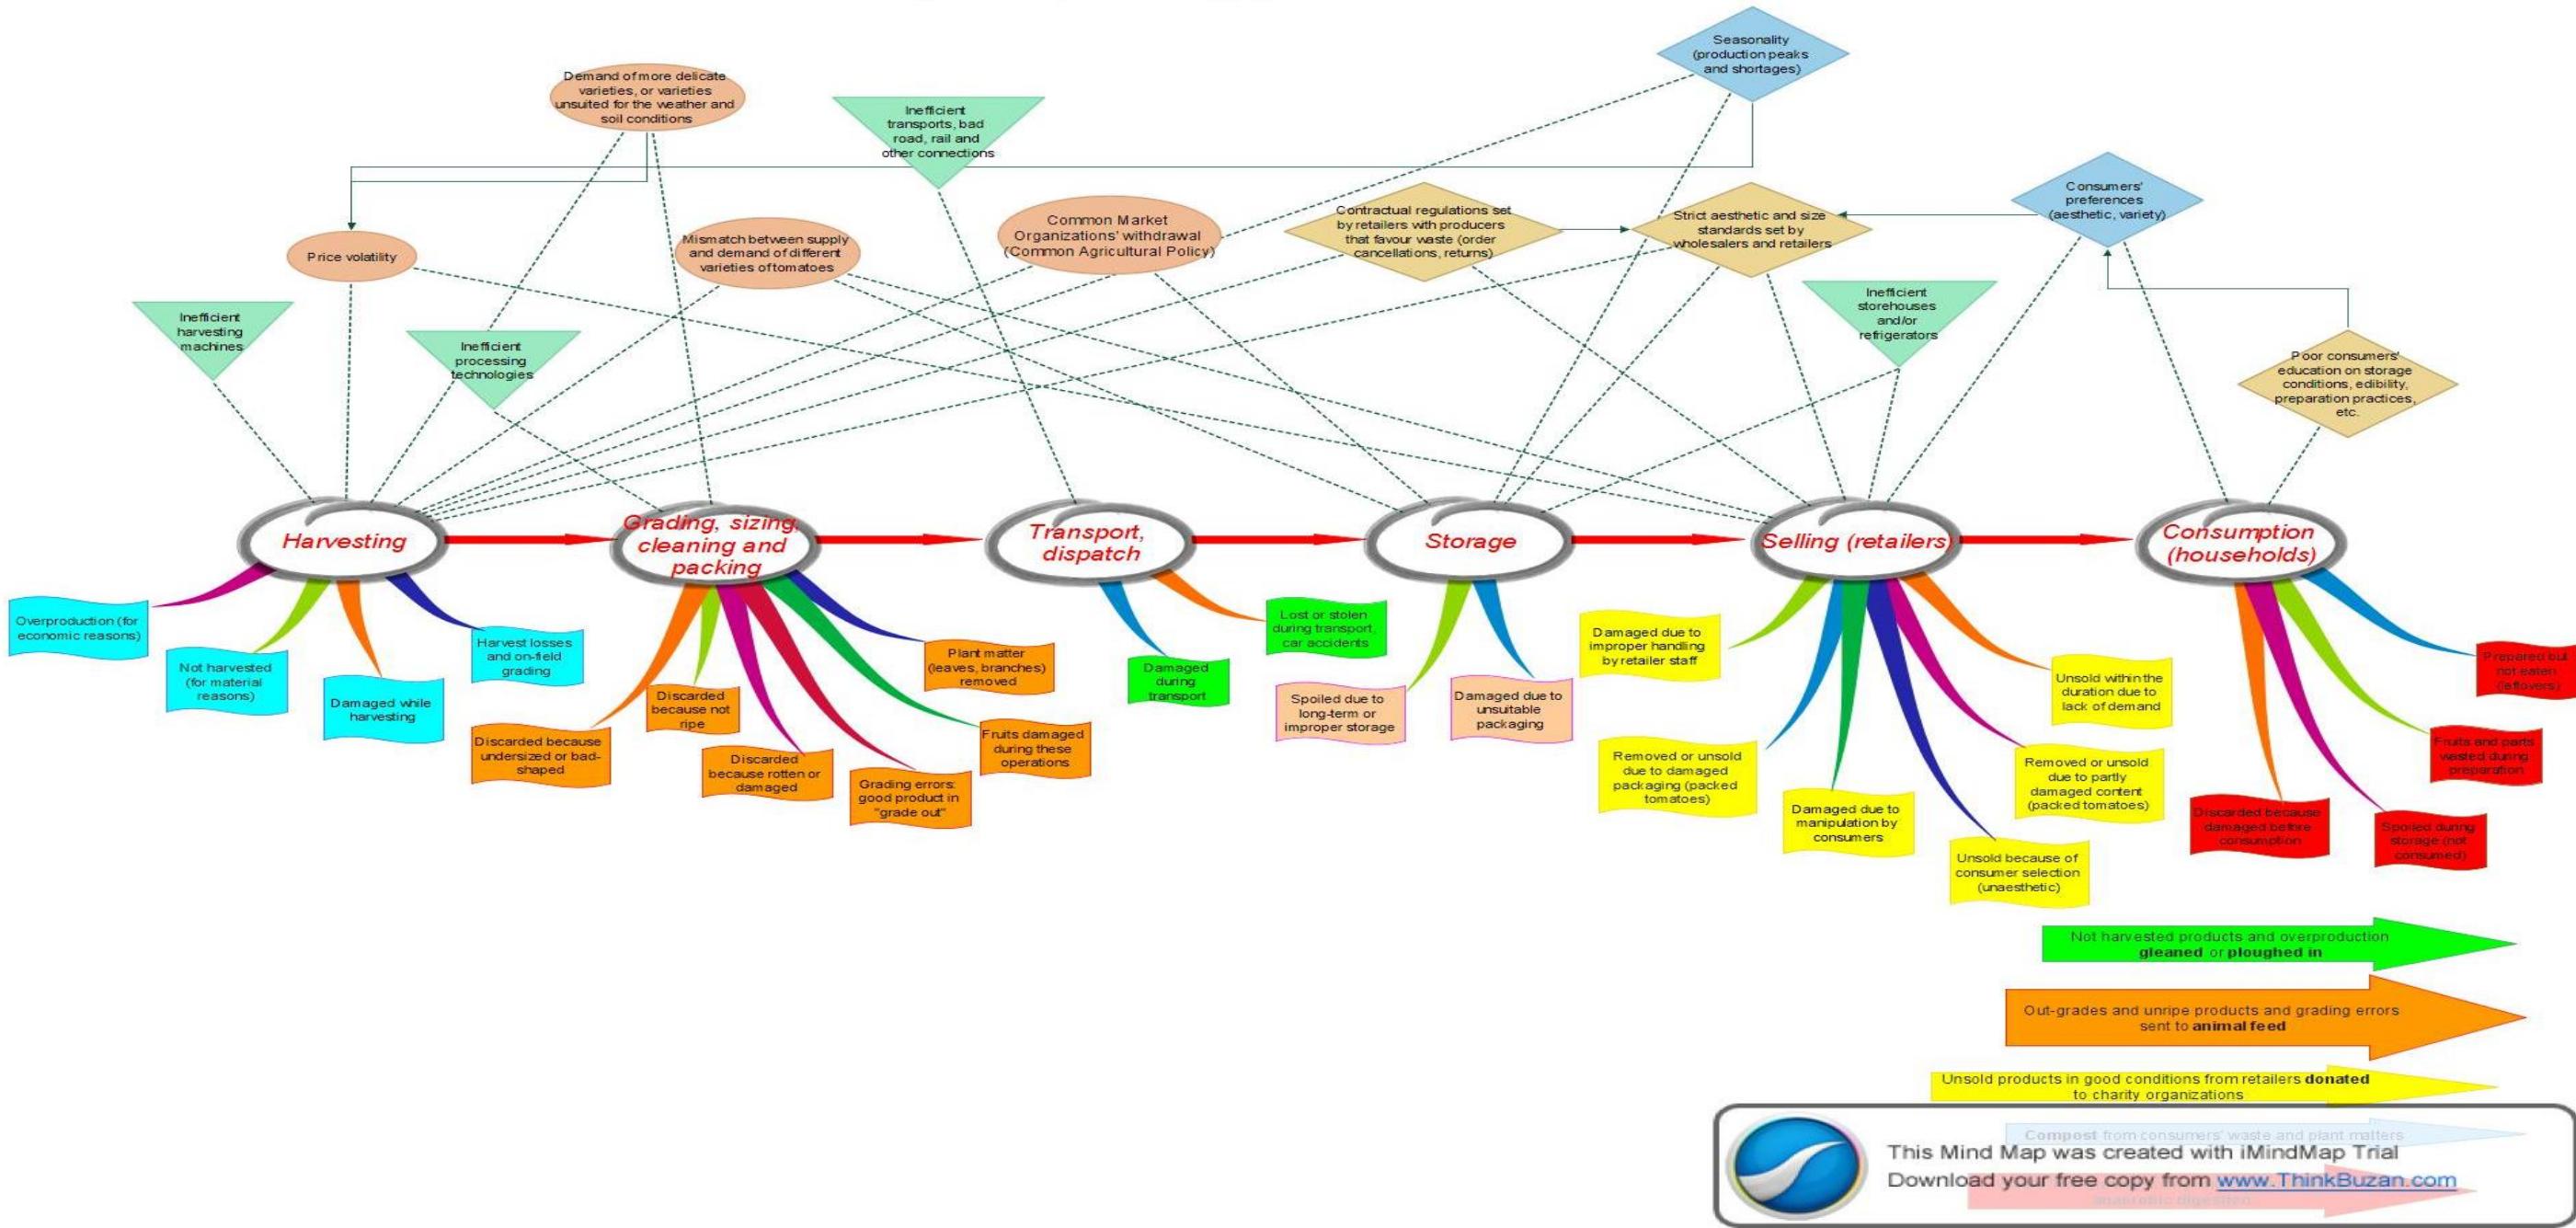 Seasonality
(production peaks
and shortages)
Demand of more delicate
varieties, or varieties
unsuited for the weather and
soil conditions
Inefficient
transports, bad
road, rail and
other connections
Consumers'
preferences
(aesthetic, variety)
Contractual regulations set
by retailers with producers
that favour waste (order
cancellations, returns)
Strict aesthetic and size
standards set by
wholesalers and retailers
Common Market
Organizations' withdrawal
(Common Agricultural Policy)
Mismatch between supply
and demand of different
varieties of tomatoes
Price volatility
Inefficient
harvesting
machines
Inefficient
processing
technologies
Inefficient
storehouses
and/or
refrigerators
Poor consumers'
education on storage
conditions, edibility,
preparation practices,
etc.
Harvesting
Grading, sizing,
cleaning and
packing
Transport,
dispatch
Storage
Selling (retailers)
Consumption
(households)
Overproduction (for
economic reasons)
Not harvested
(for material
reasons)
Damaged while
harvesting
Harvest losses
and on-field
grading
Discarded because
undersized or bad-
shaped
Discarded
because not
ripe
Discarded
because rotten or
damaged
Grading errors:
good product in
"grade out"
Fruits damaged
during these
operations
Plant matter
(leaves, branches)
removed
Damaged
during
transport
Lost or stolen
during transport,
car accidents
Spoiled due to
long-term or
improper storage
Damaged due to
unsuitable
packaging
Damaged due to
improper handling
by retailer staff
Removed or unsold
due to damaged
packaging (packed
tomatoes)
Damaged due to
manipulation by
consumers
Unsold because of
consumer selection
(unaesthetic)
Removed or unsold
due to partly
damaged content
(packed tomatoes)
Unsold within the
duration due to
lack of demand
Discarded because
damaged before
consumption
Spoiled during
storage (not
consumed)
Fruits and parts
wasted during
preparation
Prepared but
not eaten
(leftovers)
Not harvested products and overproduction
gleaned or ploughed in
Out-grades and unripe products and grading errors
sent to animal feed
Unsold products in good conditions from retailers donated
to charity organizations
Compost from consumers' waste and plant matters
This Mind Map was created with iMindMap Trial
Download your free copy from www.ThinkBuzan.com